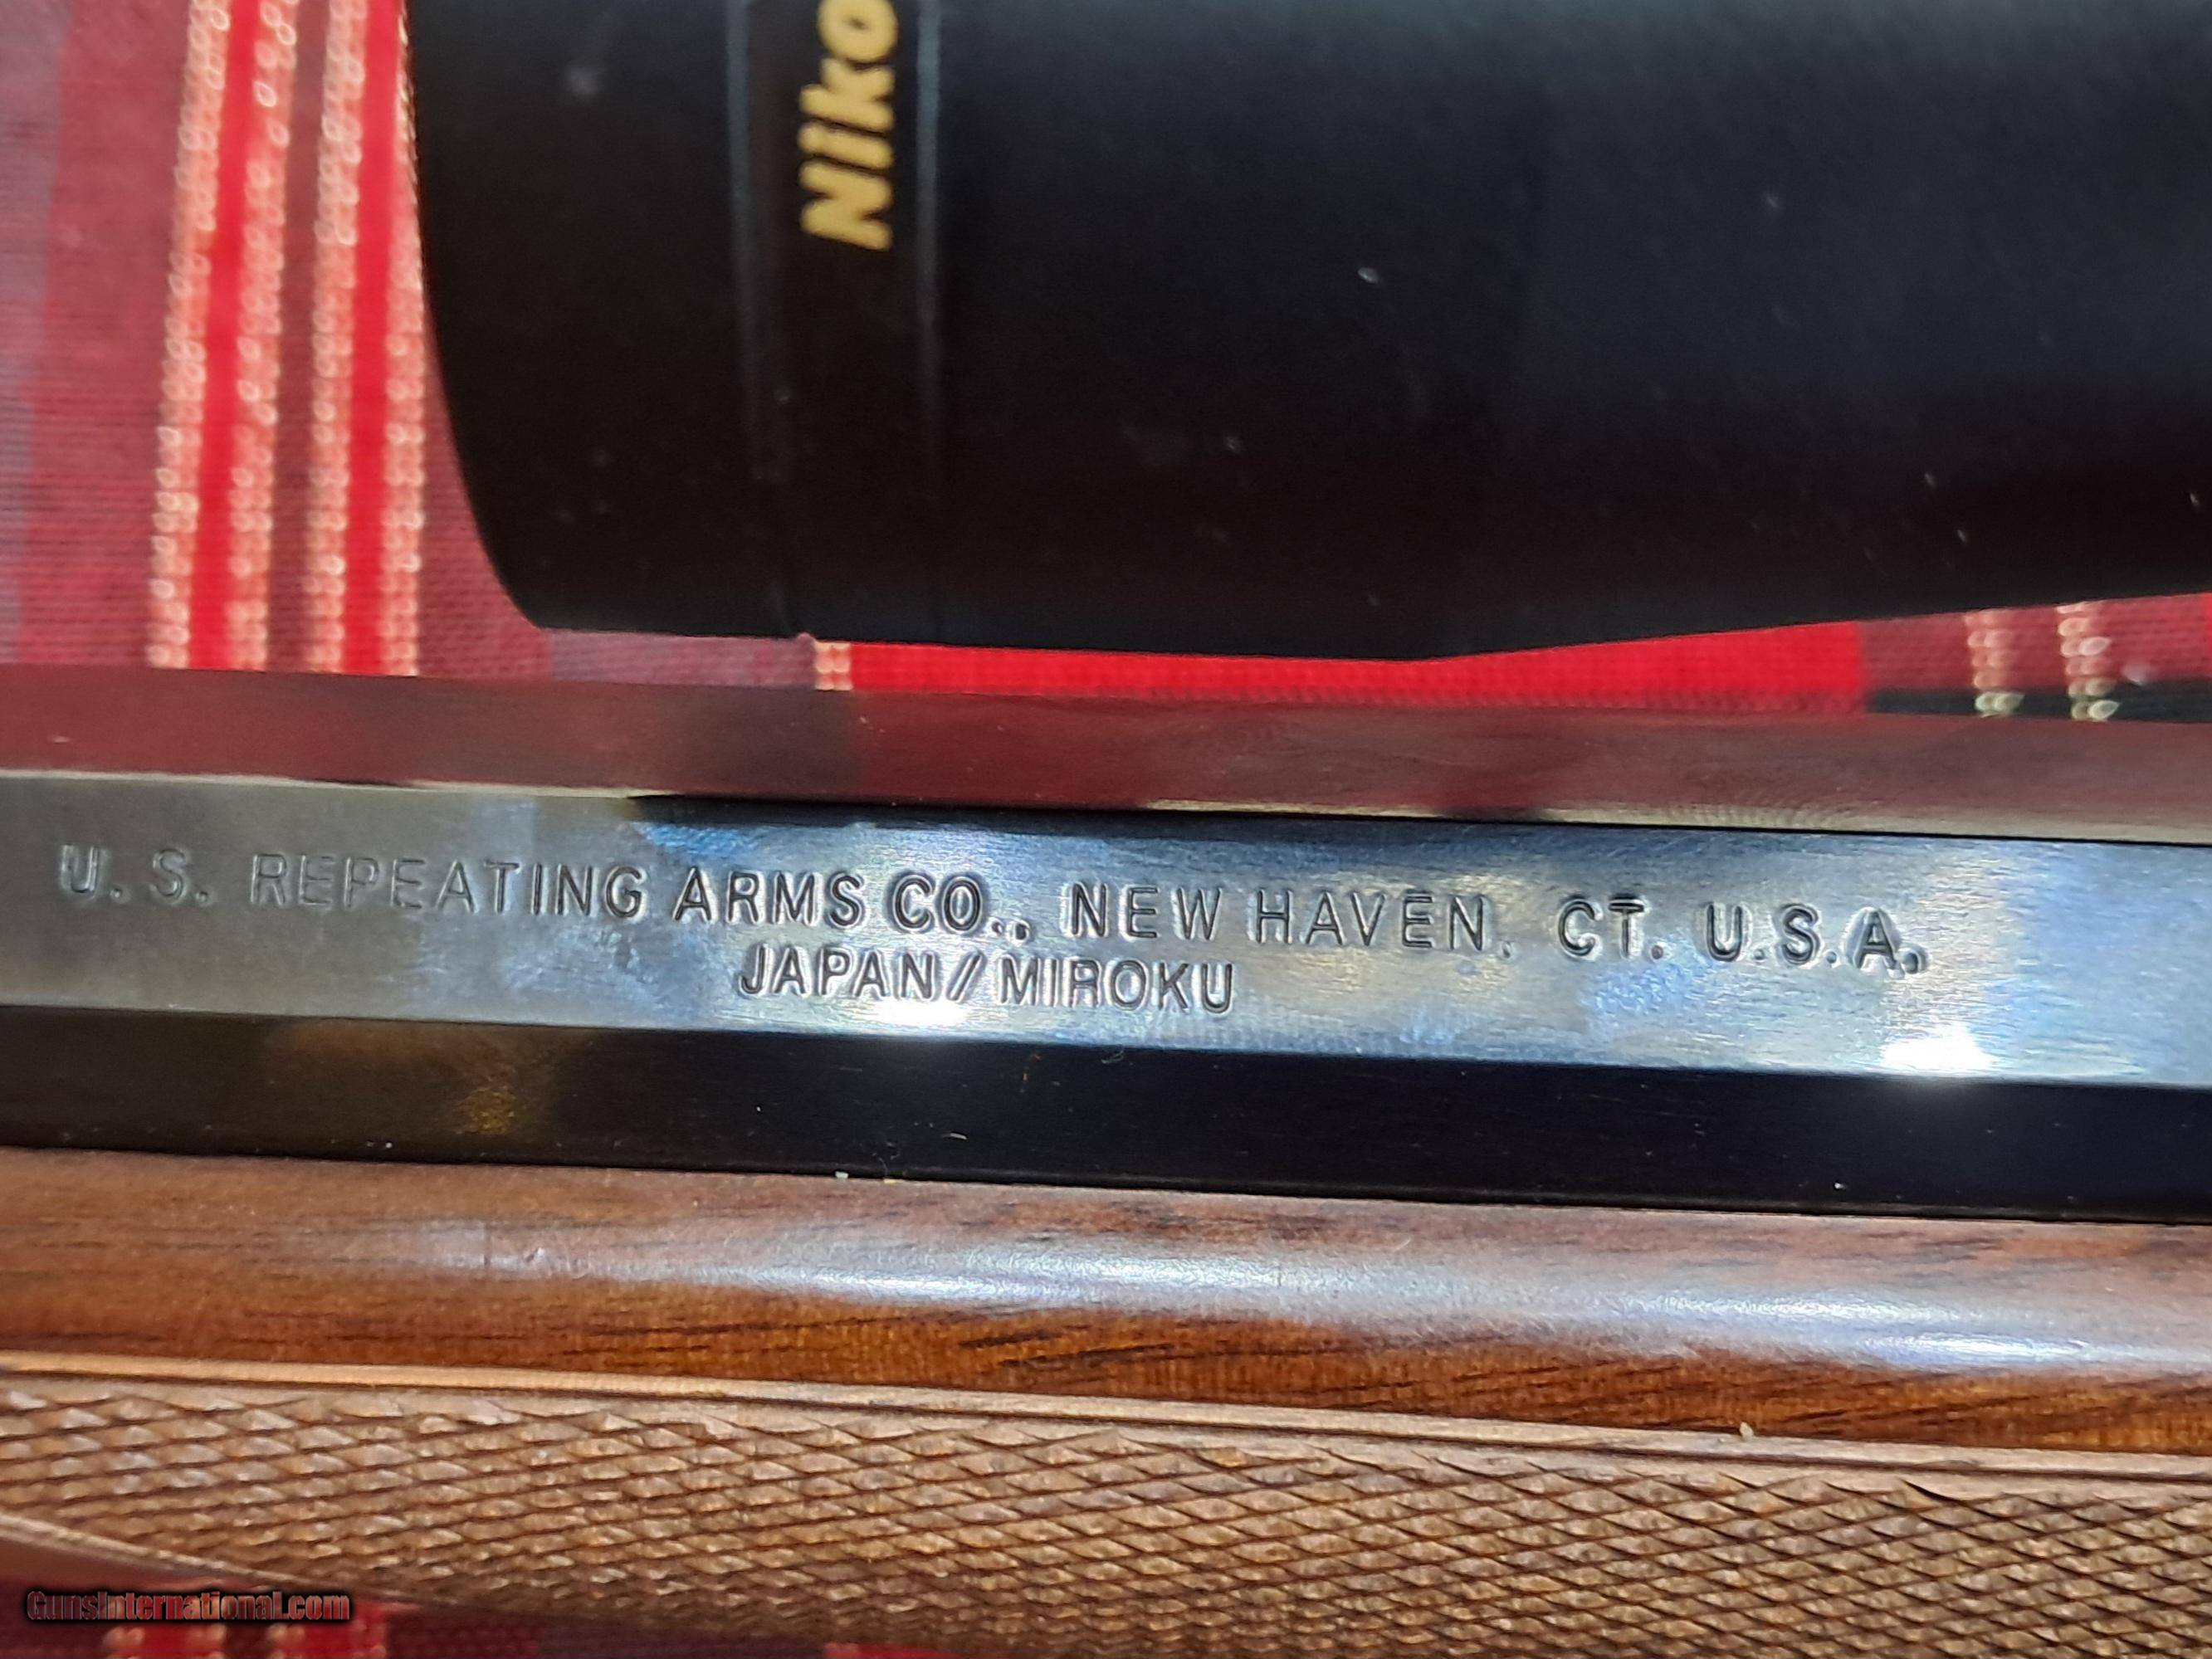 Niko
U. S. REPEATING ARMS CO., NEW HAVEN, CT. U.S.A.
JAPAN/MIROKU
GunsInternational.com